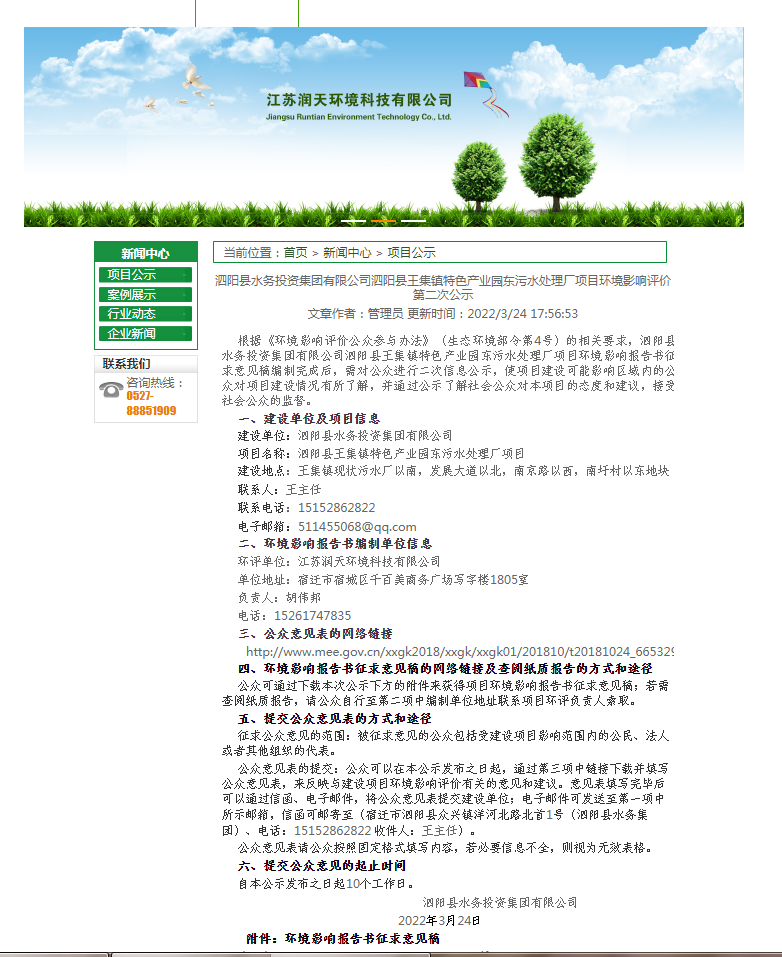 江苏润天环境科技有限公司
Jiangsu Runtian Environment Technology Co., Ltd.
新闻中心
项目公示
案例展示
行业动态
企业新闻
联系我们
咨询热线：
0527-
88851909
当前位置：首页 > 新闻中心 > 项目公示
泗阳县水务投资集团有限公司泗阳县王集镇特色产业园东污水处理厂项目环境影响评价
第二次公示
文章作者：管理员 更新时间：2022/3/24 17:56:53
根据《环境影响评价公众参与办法》（生态环境部令第4号）的相关要求，泗阳县
水务投资集团有限公司泗阳县王集镇特色产业园东污水处理厂项目环境影响报告书征
求意见稿编制完成后，需对公众进行二次信息公示，使项目建设可能影响区域内的公
众对项目建设情况有所了解，并通过公示了解社会公众对本项目的态度和建议，接受
社会公众的监督。
一、建设单位及项目信息
建设单位：泗阳县水务投资集团有限公司
项目名称：泗阳县王集镇特色产业园东污水处理厂项目
建设地点：王集镇现状污水厂以南，发展大道以北，南京路以西，南圩村以东地块
联系人：王主任
联系电话：15152862822
电子邮箱：511455068@qq.com
二、环境影响报告书编制单位信息
环评单位：江苏润天环境科技有限公司
单位地址：宿迁市宿城区千百美商务广场写字楼1805室
负责人：胡伟邦
电话：15261747835
三、公众意见表的网络链接
http://www.mee.gov.cn/xxgk2018/xxgk/xxgk01/201810/t20181024_665329
四、环境影响报告书征求意见稿的网络链接及查阅纸质报告的方式和途径
公众可通过下载本次公示下方的附件来获得项目环境影响报告书征求意见稿；若需
查阅纸质报告，请公众自行至第二项中编制单位地址联系项目环评负责人索取。
五、提交公众意见表的方式和途径
征求公众意见的范围：被征求意见的公众包括受建设项目影响范围内的公民、法人
或者其他组织的代表。
公众意见表的提交：公众可以在本公示发布之日起，通过第三项中链接下载并填写
公众意见表，来反映与建设项目环境影响评价有关的意见和建议。意见表填写完毕后
可以通过信函、电子邮件，将公众意见表提交建设单位；电子邮件可发送至第一项中
所示邮箱，信函可邮寄至（宿迁市泗阳县众兴镇洋河北路北首1号（泗阳县水务集
团）、电话：15152862822 收件人：王主任）。
公众意见表请公众按照固定格式填写内容，若必要信息不全，则视为无效表格。
六、提交公众意见的起止时间
自本公示发布之日起10个工作日。
泗阳县水务投资集团有限公司
2022年3月24日
附件：环境影响报告书征求意见稿